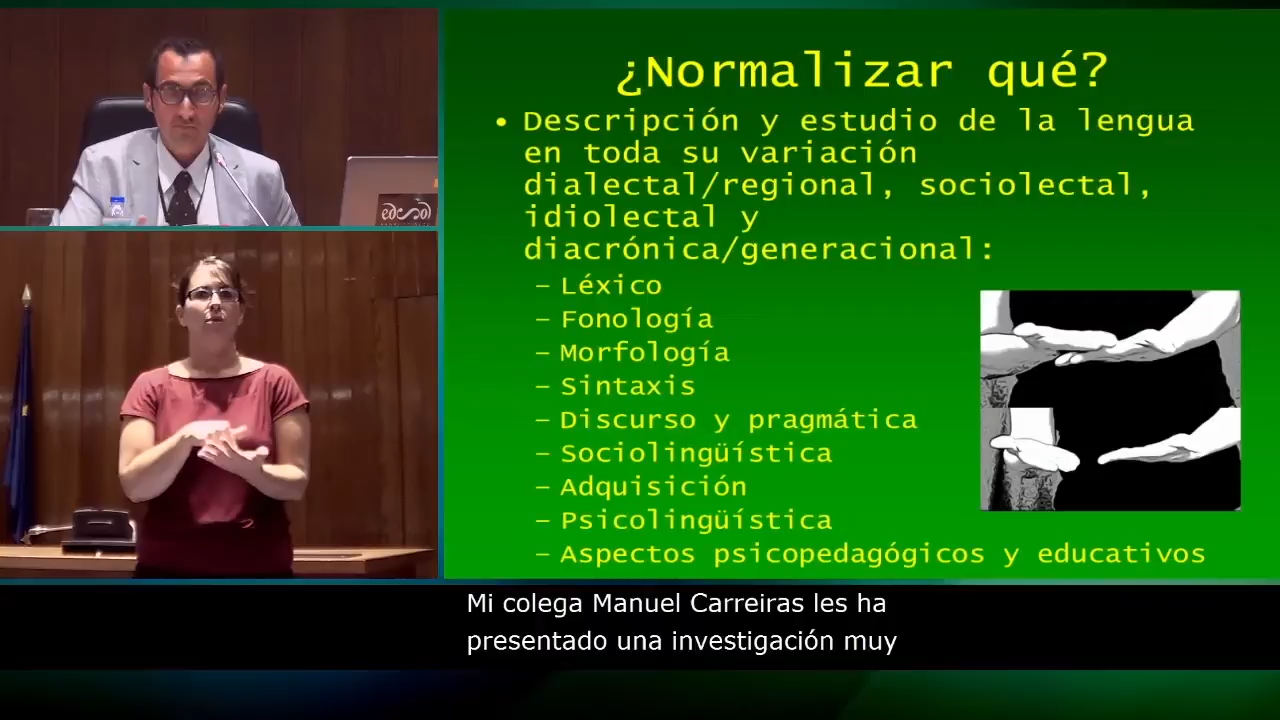 ¿Normalizar qué?
• Descripción y estudio de la lengua
en toda su variación
dialectal/regional, sociolectal,
idiolectal y
diacrónica/generacional:
– Léxico
– Fonología
– Morfología
– Sintaxis
– Discurso y pragmática
– Sociolingüística
– Adquisición
– Psicolingüística
– Aspectos psicopedagógicos y educativos
Mi colega Manuel Carreiras les ha
presentado una investigación muy